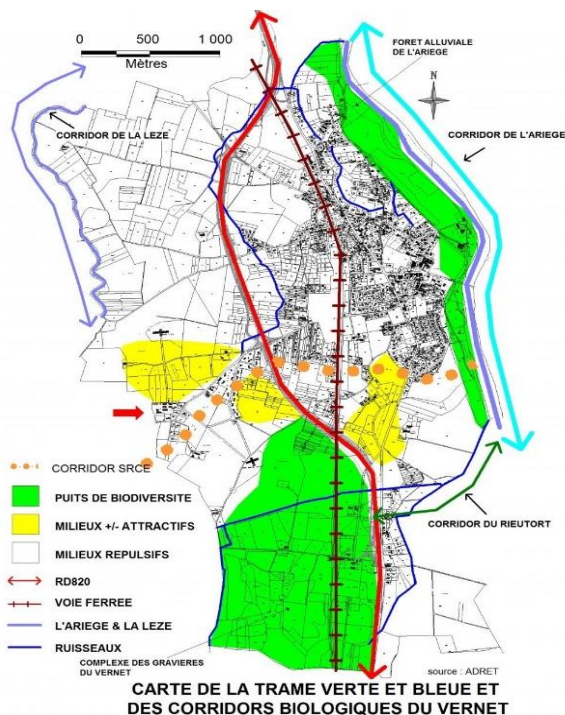 0 500 1 000
Mètres
FORET ALLUVIALE
DE L'ARIEGE
N
CORRIDOR DE LA LEZE
CORRIDOR DE L'ARIEGE
CORRIDOR SRCE
PUITS DE BIODIVERSITE
MILIEUX +/- ATTRACTIFS
MILIEUX REPULSIFS
RD820
VOIE FERREE
L'ARIEGE & LA LEZE
RUISSEAUX
CORRIDOR DU RIEUTORT
COMPLEXE DES GRAVIERES
DU VERNET
source : ADRET
CARTE DE LA TRAME VERTE ET BLEUE ET
DES CORRIDORS BIOLOGIQUES DU VERNET